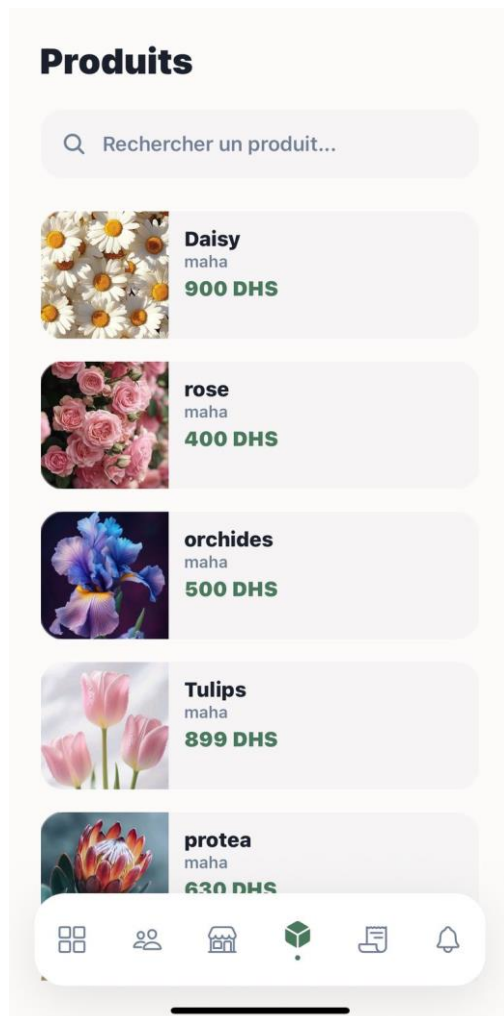 Produits
Rechercher un produit...
Daisy
maha
900 DHS
rose
maha
400 DHS
orchides
maha
500 DHS
Tulips
maha
899 DHS
protea
maha
630 DHS